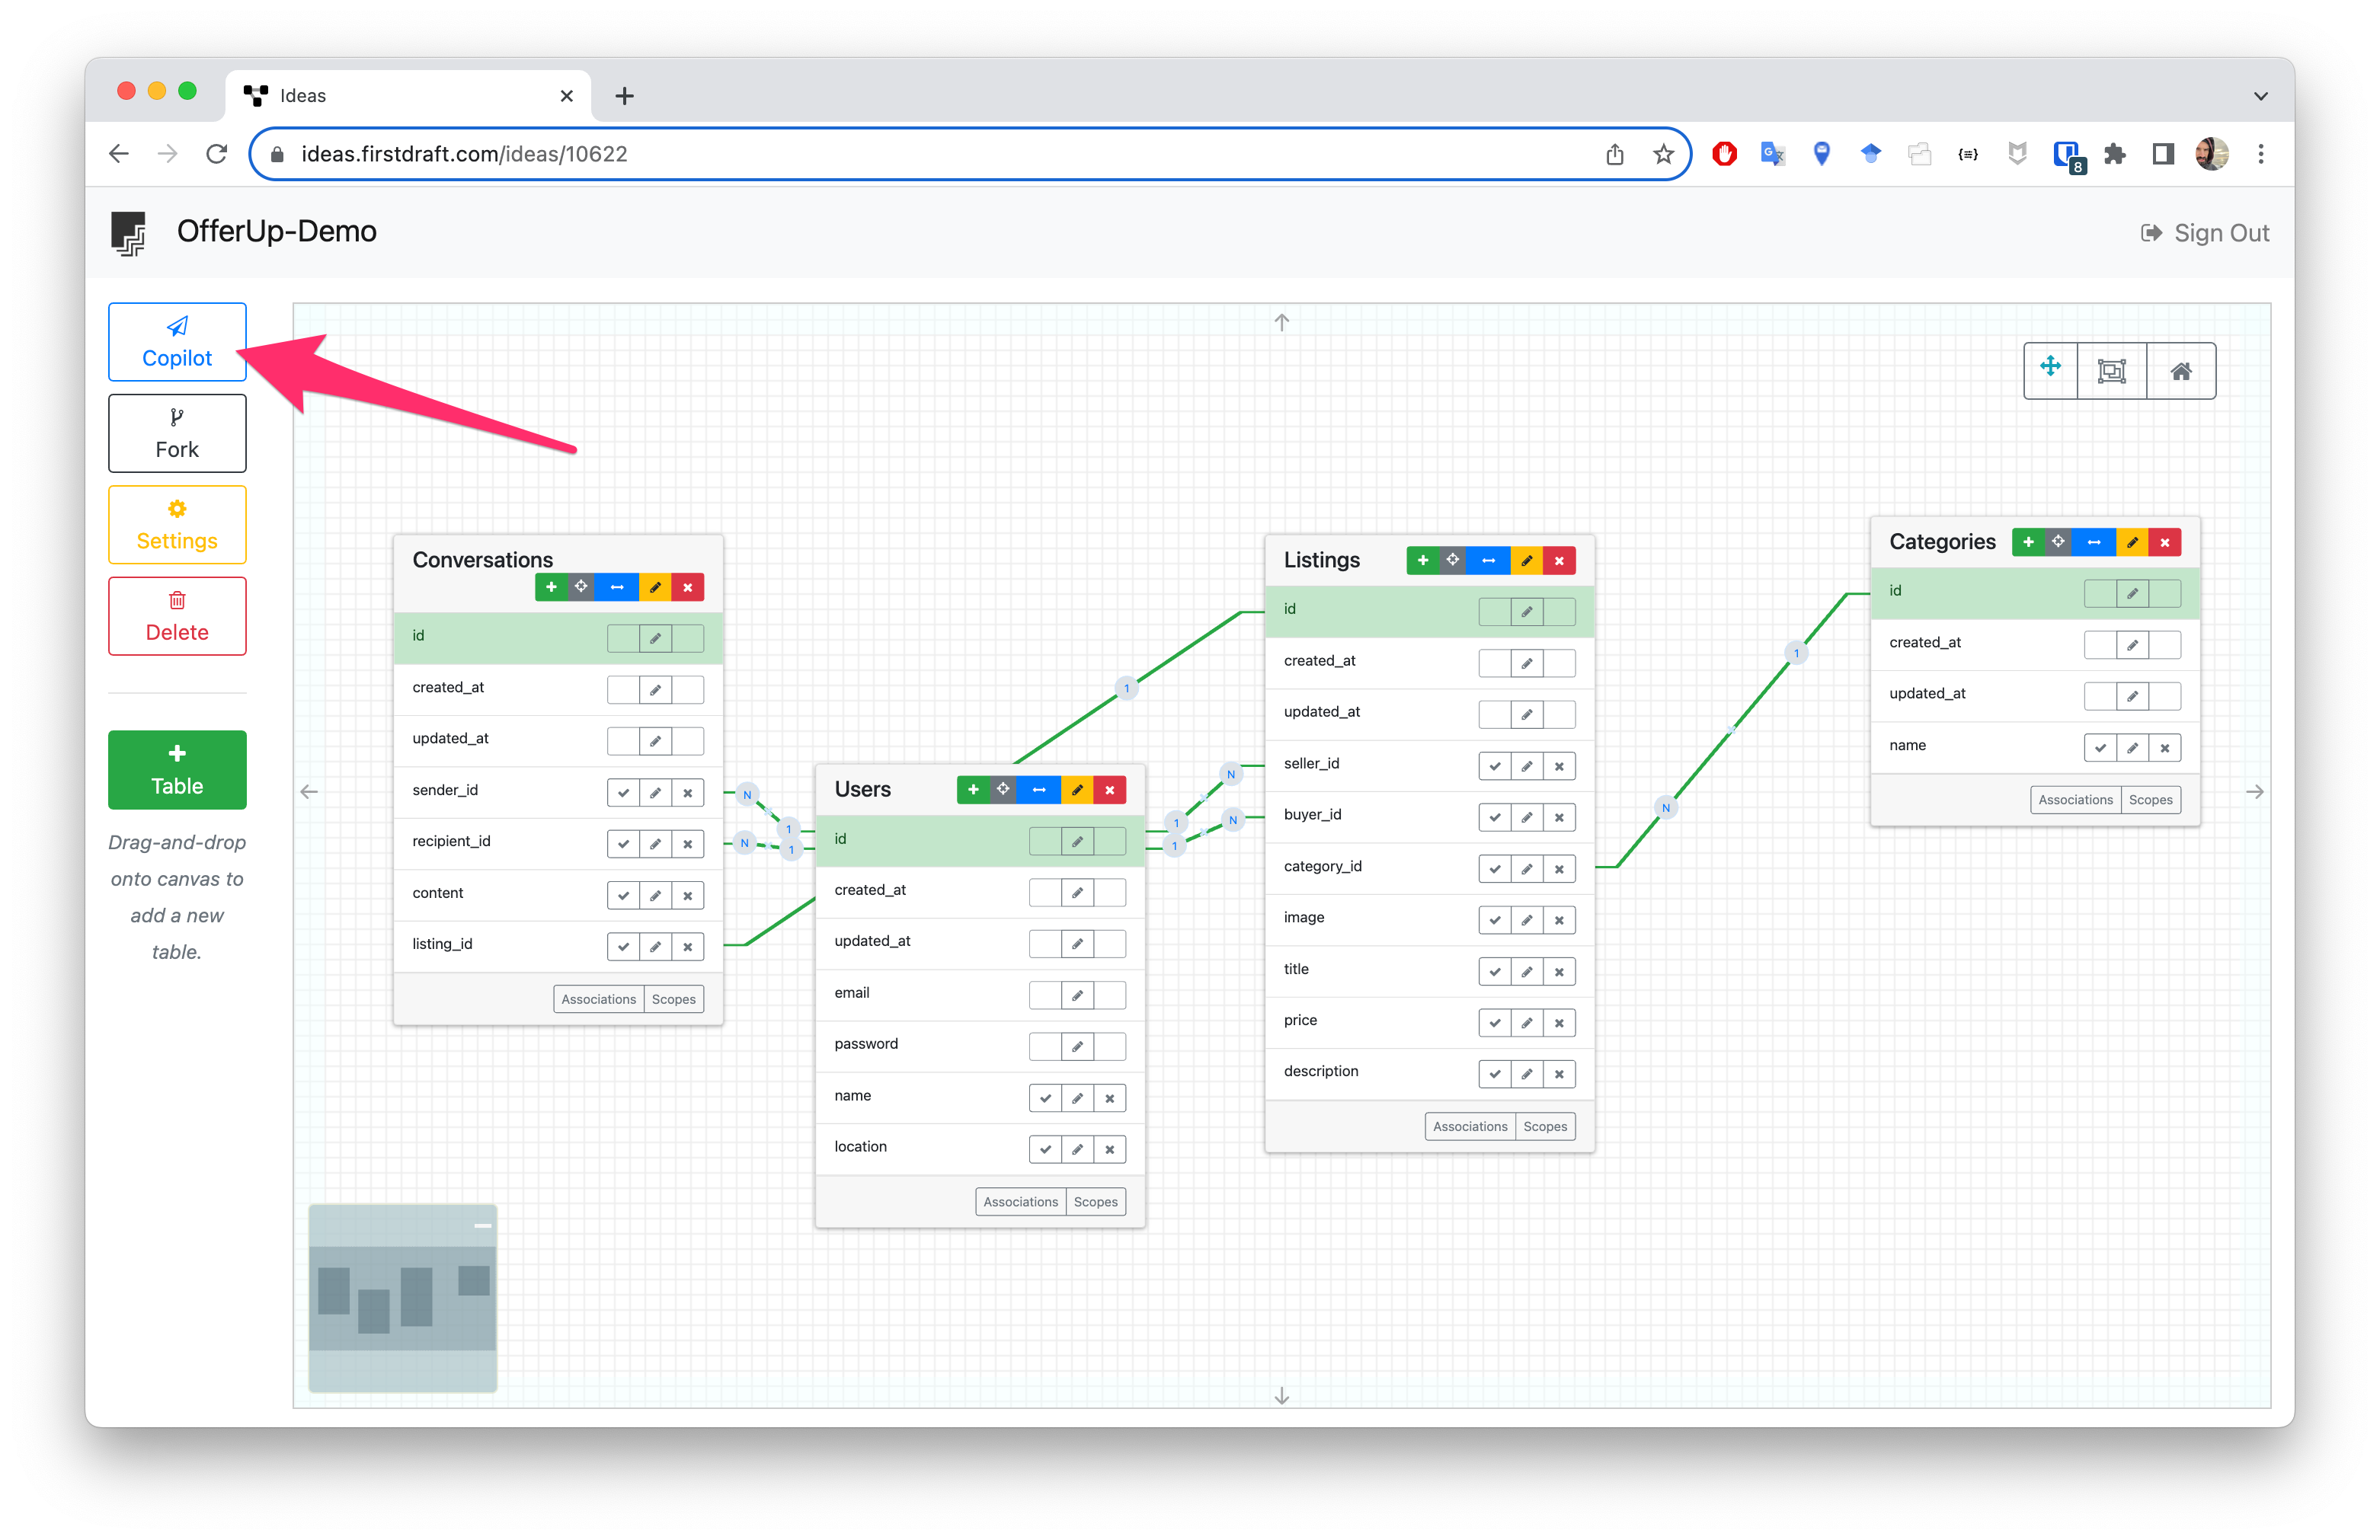 Ideas
ideas.firstdraft.com/ideas/10622
8
OfferUp-Demo
Sign Out
Copilot
Fork
Settings
Delete
Table
Drag-and-drop
onto canvas to
add a new
table.
Conversations
id
created_at
updated_at
sender_id
recipient_id
content
listing_id
Associations
Scopes
N
1
N
1
1
Users
id
created_at
updated_at
email
password
name
location
Associations
Scopes
1
N
1
N
Listings
id
created_at
updated_at
seller_id
buyer_id
category_id
image
title
price
description
Associations
Scopes
N
1
Categories
id
created_at
updated_at
name
Associations
Scopes